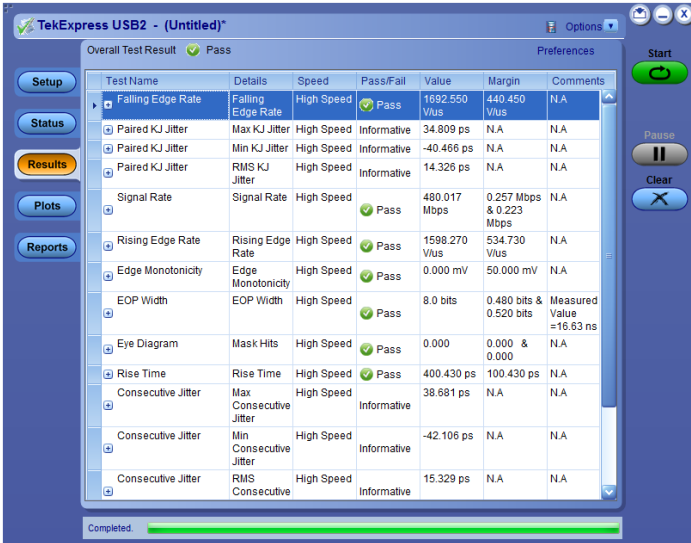 TekExpress USB2 - (Untitled)*
Options
Overall Test Result Pass
Preferences
Start
Setup
Status
Results
Plots
Reports
Pause
Clear
Test Name Details Speed Pass/Fail Value Margin Comments
Falling Edge Rate Falling Edge Rate High Speed Pass 1692.550 V/us 440.450 V/us N.A
Paired KJ Jitter Max KJ Jitter High Speed Informative 34.809 ps N.A N.A
Paired KJ Jitter Min KJ Jitter High Speed Informative -40.466 ps N.A N.A
Paired KJ Jitter RMS KJ Jitter High Speed Informative 14.326 ps N.A N.A
Signal Rate Signal Rate High Speed Pass 480.017 Mbps 0.257 Mbps & 0.223 Mbps N.A
Rising Edge Rate Rising Edge Rate High Speed Pass 1598.270 V/us 534.730 V/us N.A
Edge Monotonicity Edge Monotonicity High Speed Pass 0.000 mV 50.000 mV N.A
EOP Width EOP Width High Speed Pass 8.0 bits 0.480 bits & 0.520 bits Measured Value =16.63 ns
Eye Diagram Mask Hits High Speed Pass 0.000 0.000 & 0.000 N.A
Rise Time Rise Time High Speed Pass 400.430 ps 100.430 ps N.A
Consecutive Jitter Max Consecutive Jitter High Speed Informative 38.681 ps N.A N.A
Consecutive Jitter Min Consecutive Jitter High Speed Informative -42.106 ps N.A N.A
Consecutive Jitter RMS Consecutive High Speed Informative 15.329 ps N.A N.A
Completed.